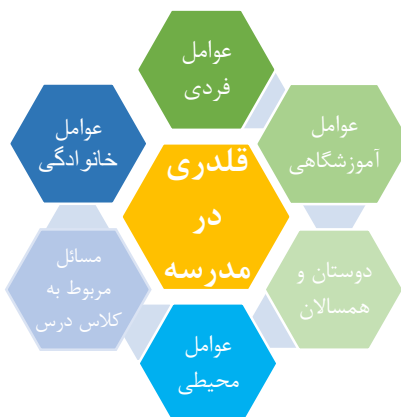 عوامل
فردی
عوامل
آموزشگاهی
دوستان و
همسالان
عوامل
محیطی
مسائل
مربوط به
کلاس درس
عوامل
خانوادگی
قلدری
در
مدرسه